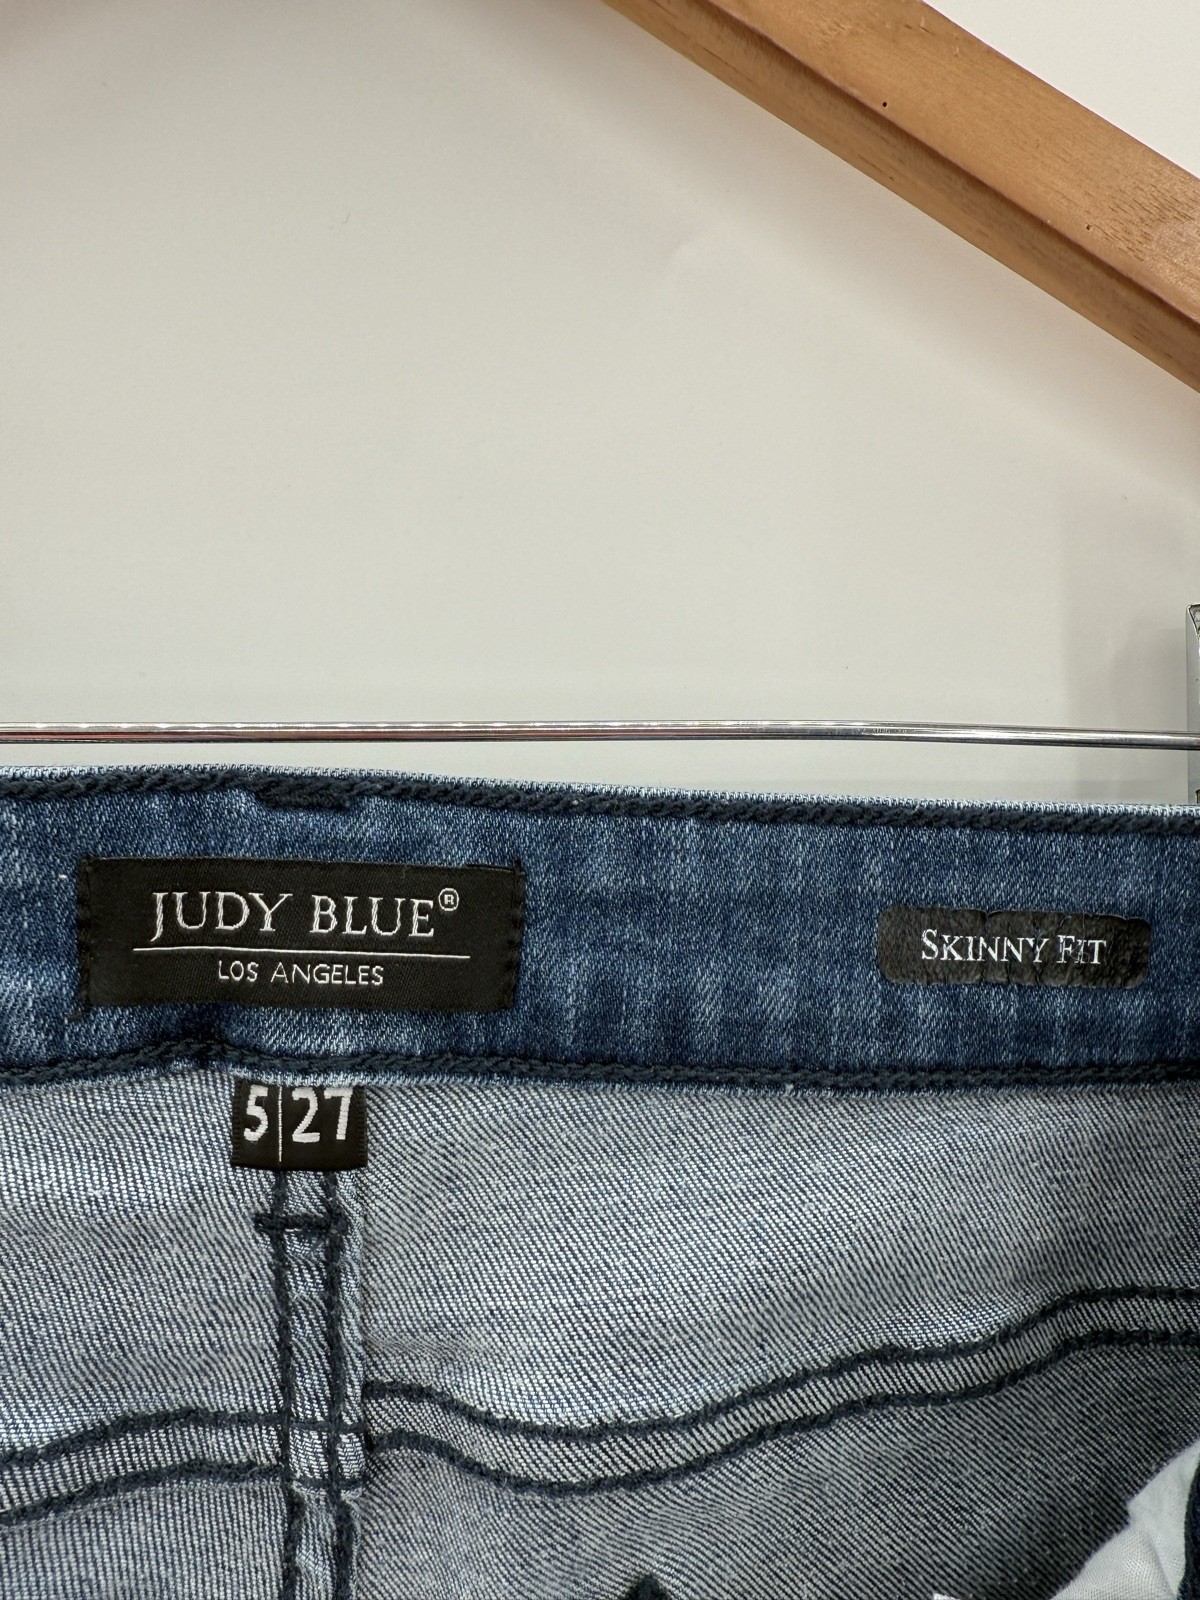 JUDY BLUE®
LOS ANGELES
SKINNY FIT
5|27